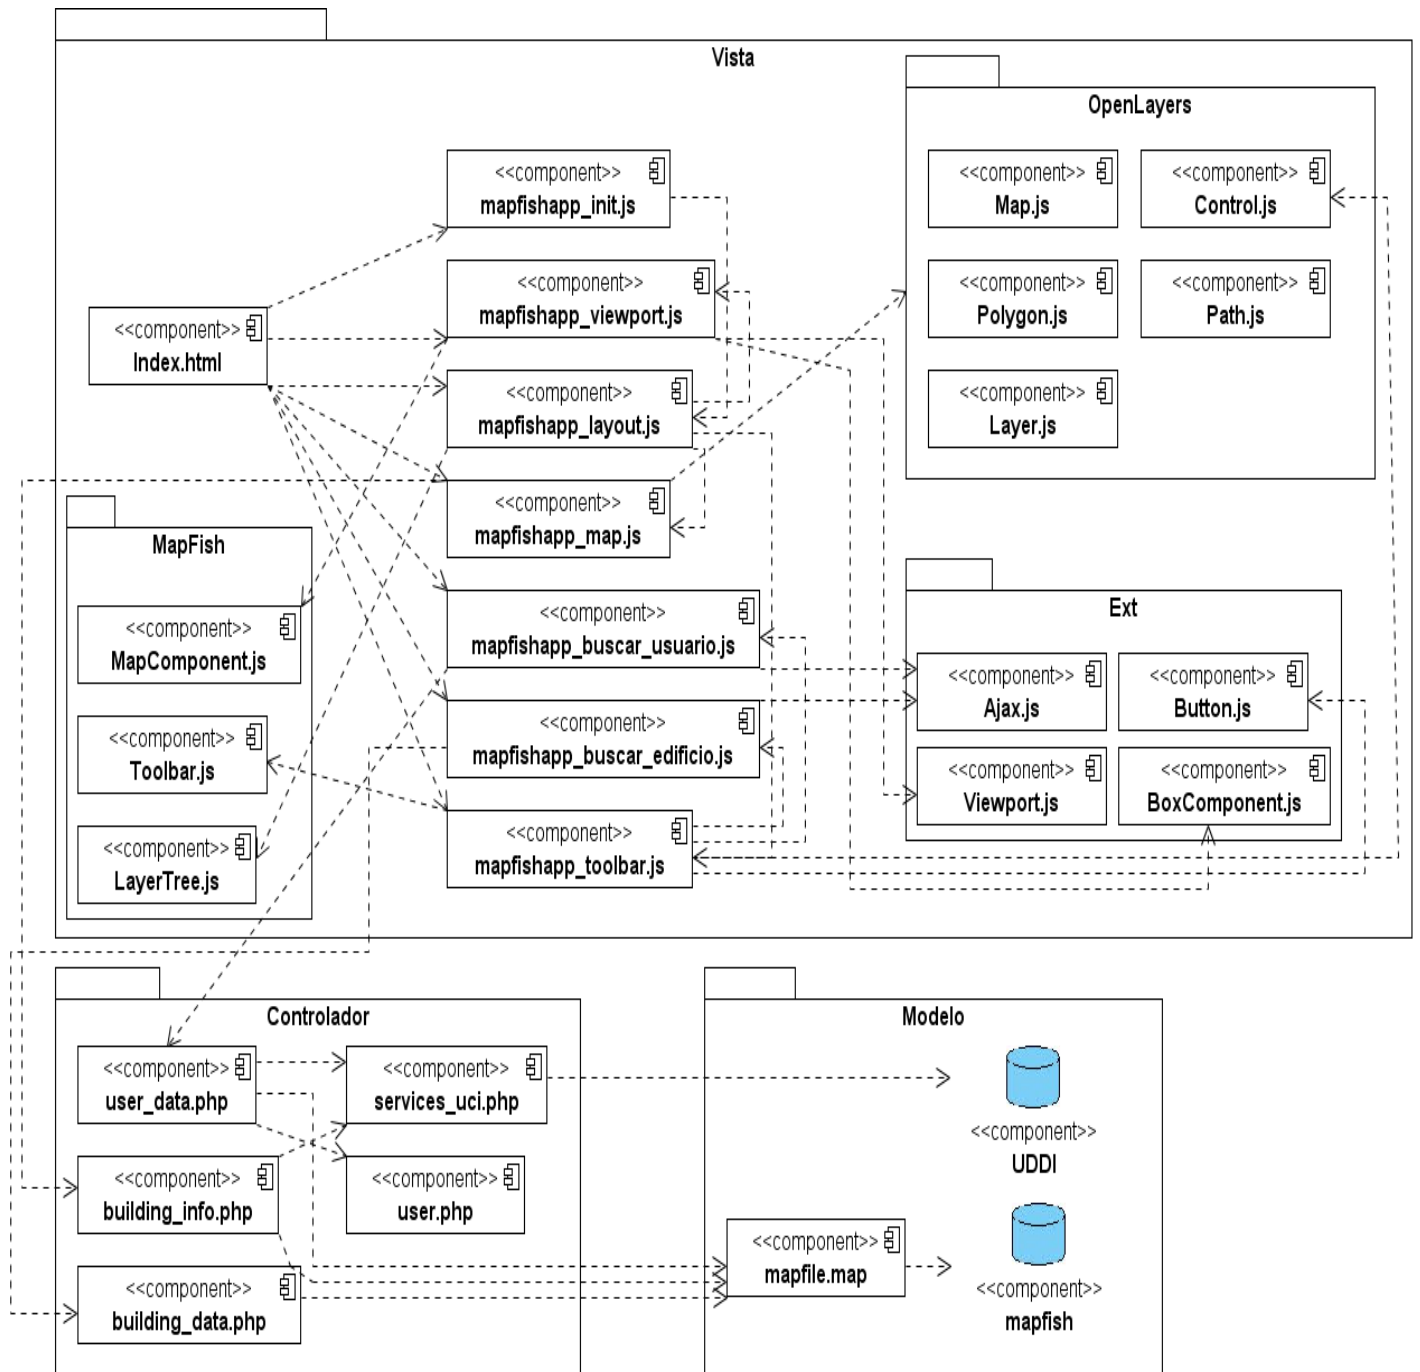 Vista
OpenLayers
<<component>>
mapfishapp_init.js
<<component>>
Map.js
<<component>>
Control.js
<<component>>
mapfishapp_viewport.js
<<component>>
Polygon.js
<<component>>
Path.js
<<component>>
Index.html
<<component>>
mapfishapp_layout.js
<<component>>
Layer.js
<<component>>
mapfishapp_map.js
MapFish
<<component>>
MapComponent.js
<<component>>
Toolbar.js
<<component>>
LayerTree.js
<<component>>
mapfishapp_buscar_usuario.js
<<component>>
mapfishapp_buscar_edificio.js
<<component>>
mapfishapp_toolbar.js
Ext
<<component>>
Ajax.js
<<component>>
Button.js
<<component>>
Viewport.js
<<component>>
BoxComponent.js
Controlador
<<component>>
user_data.php
<<component>>
services_uci.php
<<component>>
building_info.php
<<component>>
user.php
<<component>>
building_data.php
Modelo
<<component>>
UDDI
<<component>>
mapfile.map
<<component>>
mapfish